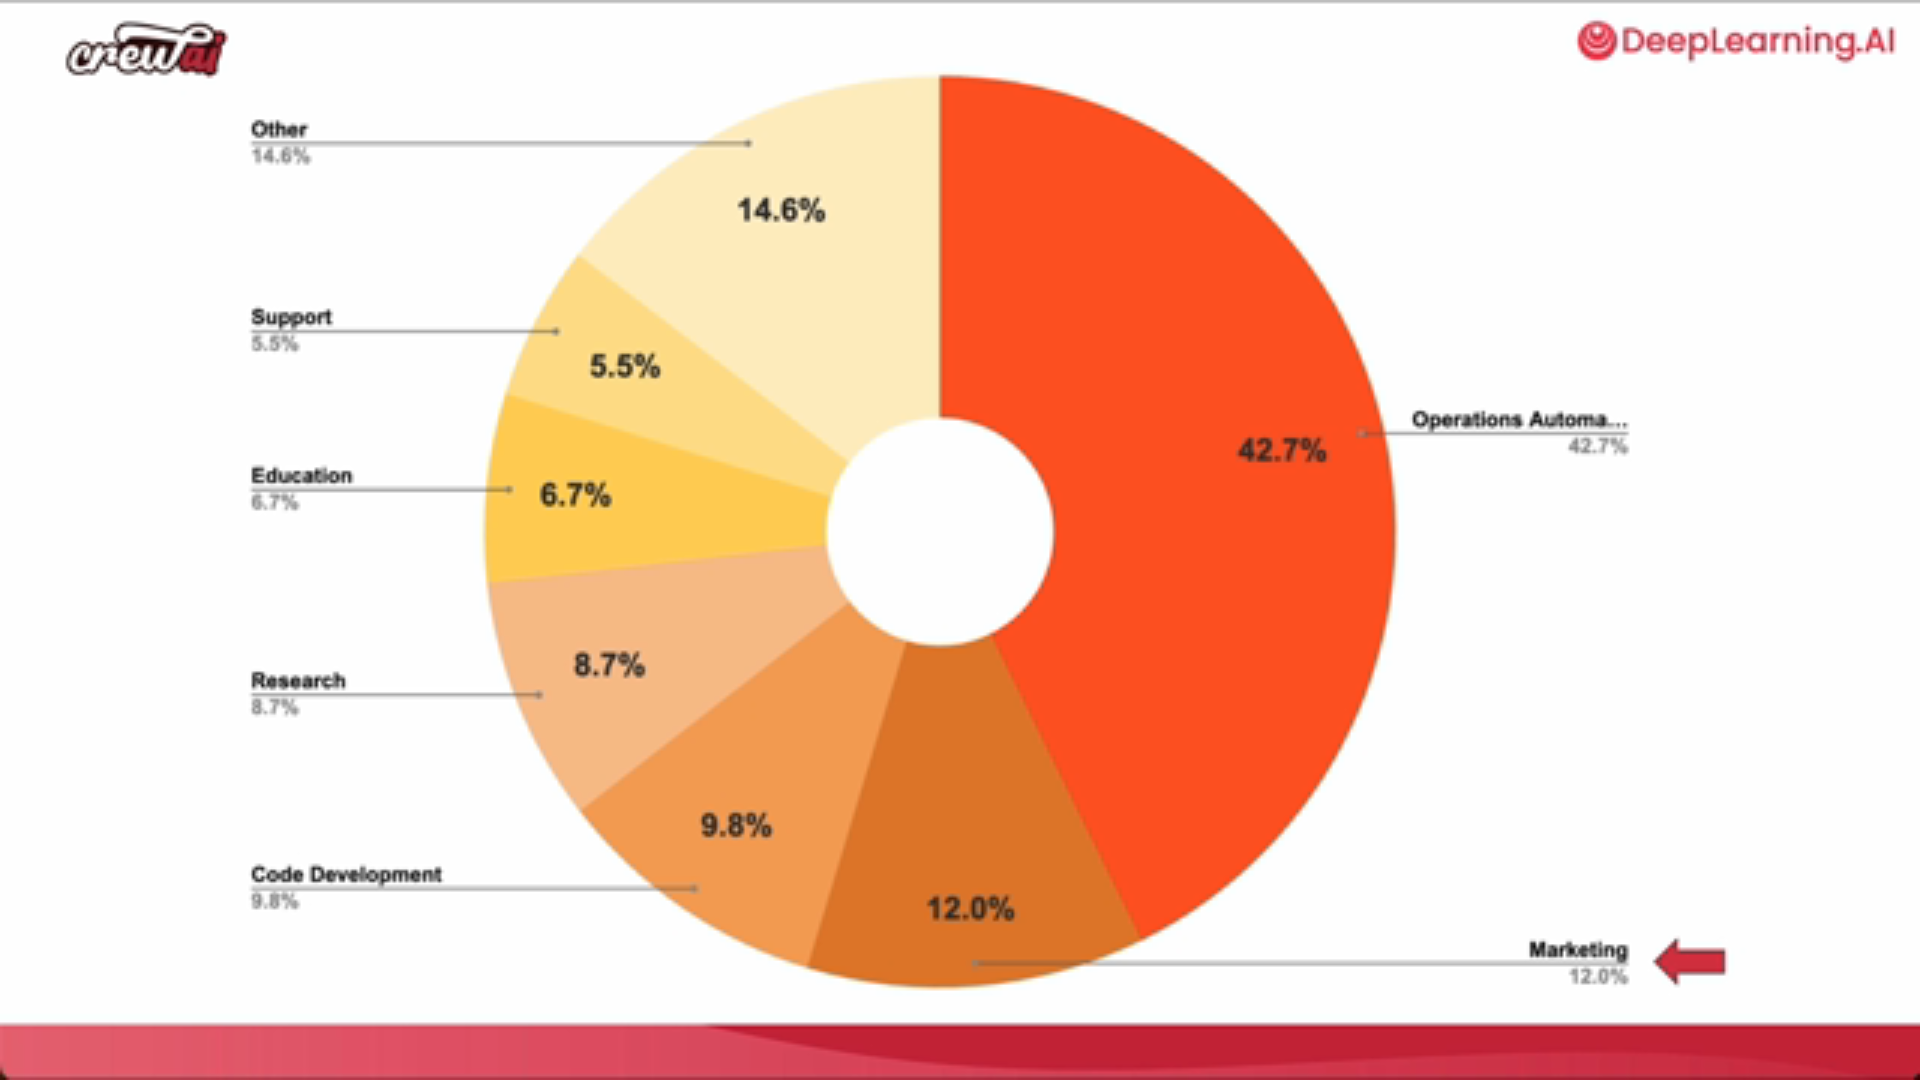 crewai
DeepLearning.AI
Other
14.6%
14.6%
Support
5.5%
5.5%
Operations Automa...
42.7%
42.7%
Education
6.7%
6.7%
Research
8.7%
8.7%
Code Development
9.8%
9.8%
12.0%
Marketing
12.0%